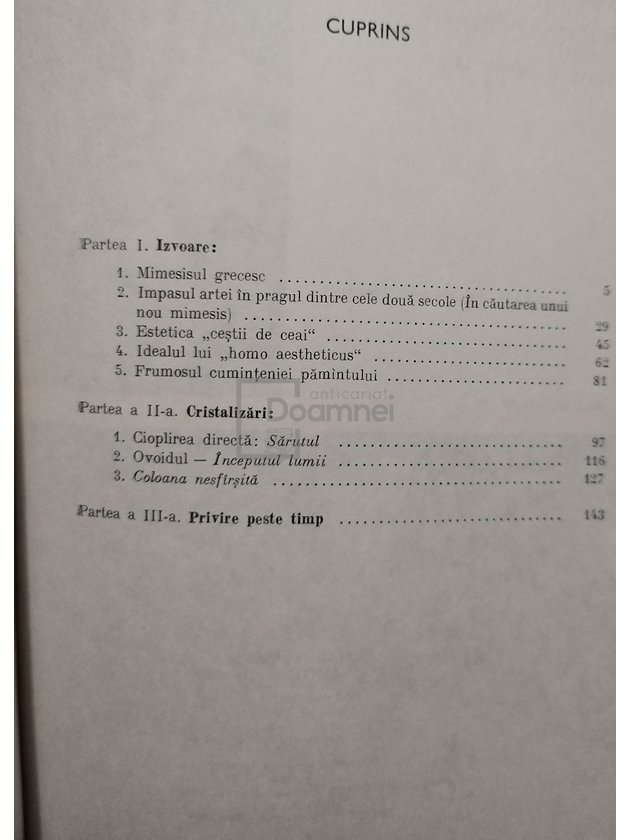 CUPRINS
Partea I. Izvoare:
1. Mimesisul grecesc ........................ 5
2. Impasul artei în pragul dintre cele două secole (În căutarea unui
nou mimesis) ........................ 29
3. Estetica „ceștii de ceai“ ........................ 45
4. Idealul lui „homo aestheticus“ ........................ 62
5. Frumosul cuminţeniei pămîntului ........................ 81
anticariat
Doamnei
Partea a II-a. Cristalizări:
1. Cioplirea directă: Sărutul ........................ 97
2. Ovoidul — Începutul lumii ........................ 116
3. Coloana nesfîrşită ........................ 127
Partea a III-a. Privire peste timp ........................ 143